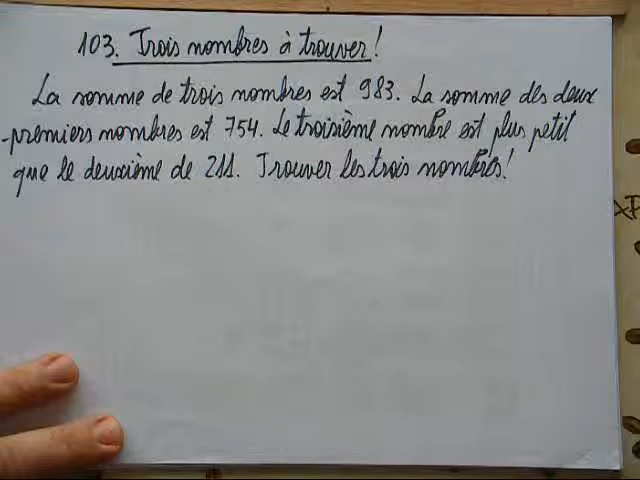 103. Trois nombres à trouver!
La somme de trois nombres est 983. La somme des deux
premiers nombres est 754. Le troisième nombre est plus petit
que le deuxième de 211. Trouver les trois nombres!